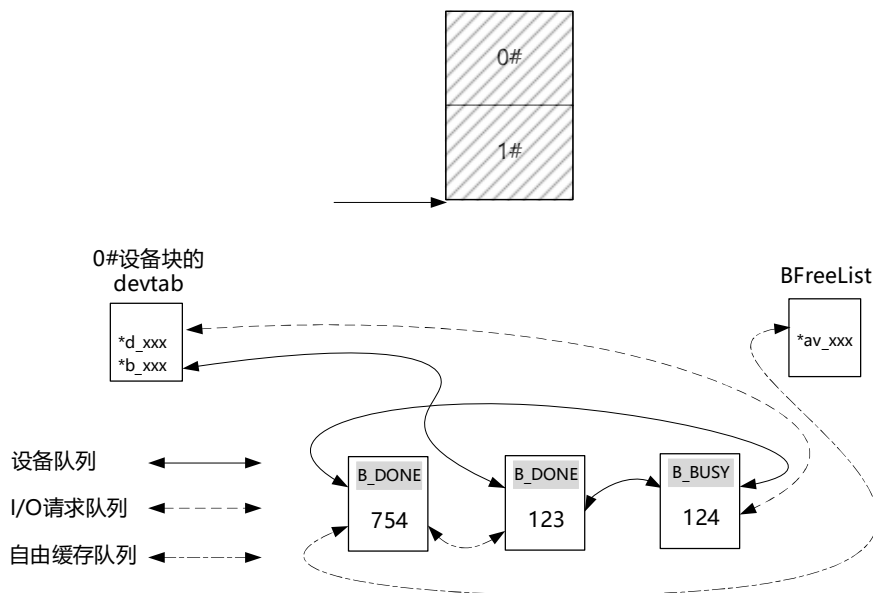 0#
1#
0#设备块的
devtab
BFreeList
*d_xxx
*b_xxx
*av_xxx
设备队列
I/O请求队列
自由缓存队列
B_DONE
754
B_DONE
123
B_BUSY
124